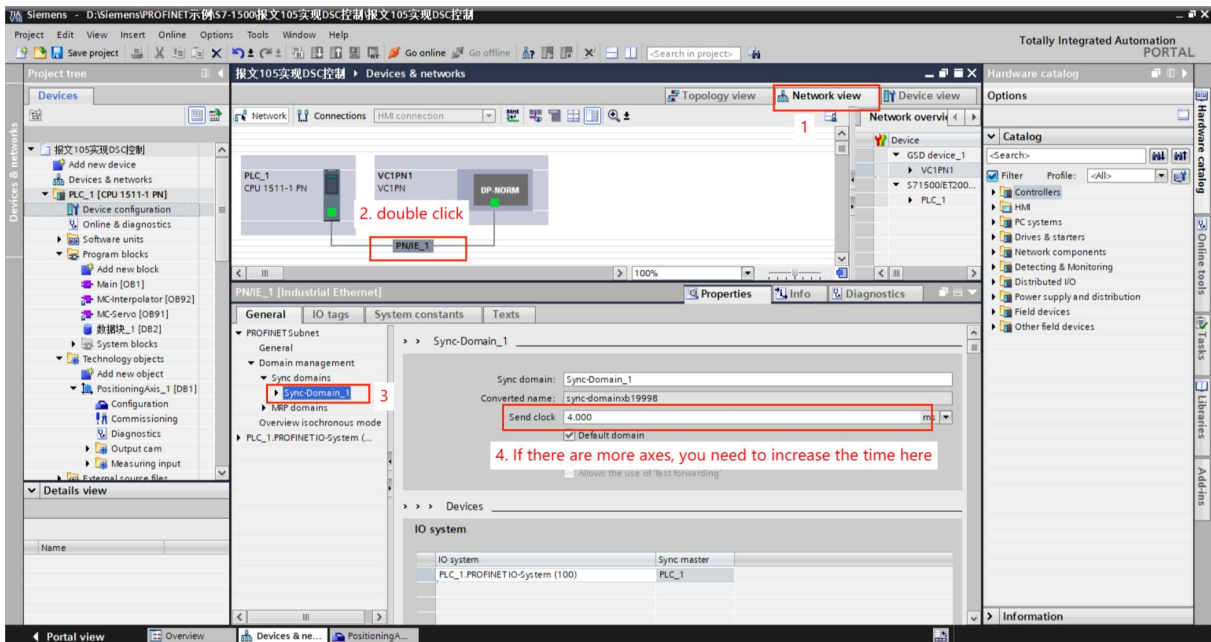 Siemens - D:\Siemens\PROFINET示例\S7-1500\报文105实现DSC控制\报文105实现DSC控制
Project Edit View Insert Online Options Tools Window Help
Totally Integrated Automation
PORTAL
Save project
Go online
Go offline
<Search in project>
Project tree
报文105实现DSC控制 ▸ Devices & networks
Hardware catalog
Devices
Topology view
Network view
Device view
Options
Network
Connections
HMI connection
1
Network overvie
Catalog
Device
GSD device_1
VC1PN1
S71500/ET200...
PLC_1
<Search>
Filter
Profile:
<All>
Controllers
HMI
PC systems
Drives & starters
Network components
Detecting & Monitoring
Distributed I/O
Power supply and distribution
Field devices
Other field devices
报文105实现DSC控制
Add new device
Devices & networks
PLC_1 [CPU 1511-1 PN]
Device configuration
Online & diagnostics
Software units
Program blocks
Add new block
Main [OB1]
MC-Interpolator [OB92]
MC-Servo [OB91]
数据块_1 [DB2]
System blocks
Technology objects
Add new object
PositioningAxis_1 [DB1]
Configuration
Commissioning
Diagnostics
Output cam
Measuring input
External source files
PLC_1
CPU 1511-1 PN
VC1PN1
VC1PN
DP-NORM
2. double click
PN/IE_1
100%
PN/IE_1 [Industrial Ethernet]
Properties
Info
Diagnostics
General
IO tags
System constants
Texts
PROFINET Subnet
General
Domain management
Sync domains
Sync-Domain_1
3
MRP domains
Overview isochronous mode
PLC_1.PROFINET IO-System (...
Sync-Domain_1
Sync domain: Sync-Domain_1
Converted name: sync-domainxb19998
Send clock 4.000 ms
Default domain
4. If there are more axes, you need to increase the time here
Allows the use of 'fast forwarding'
Devices
IO system
IO system
Sync master
PLC_1.PROFINET IO-System (100)
PLC_1
Details view
Name
Information
Devices & networks
Hardware catalog
Online tools
Tasks
Libraries
Add-ins
Portal view
Overview
Devices & ne...
PositioningA...